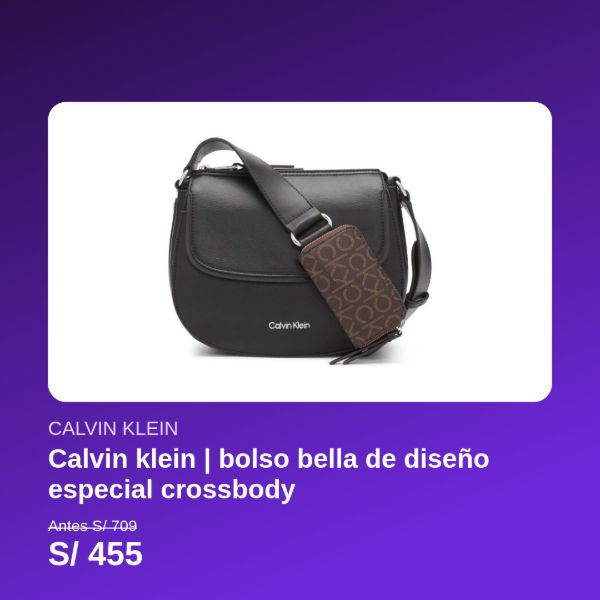 Calvin Klein
CALVIN KLEIN
Calvin klein | bolso bella de diseño
especial crossbody
Antes S/ 709
S/ 455